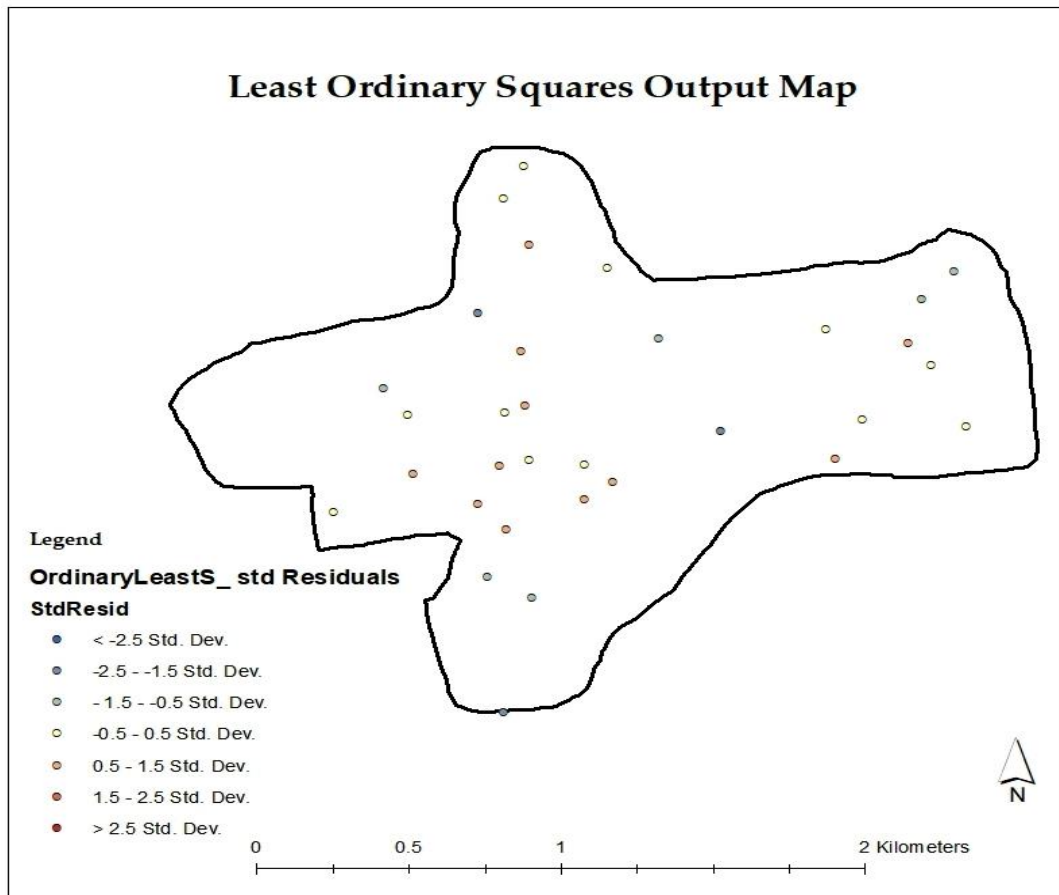 Least Ordinary Squares Output Map
Legend
OrdinaryLeastS_ std Residuals
StdResid
< -2.5 Std. Dev.
-2.5 - -1.5 Std. Dev.
- 1.5 - -0.5 Std. Dev.
-0.5 - 0.5 Std. Dev.
0.5 - 1.5 Std. Dev.
1.5 - 2.5 Std. Dev.
> 2.5 Std. Dev.
N
0 0.5 1 2 Kilometers